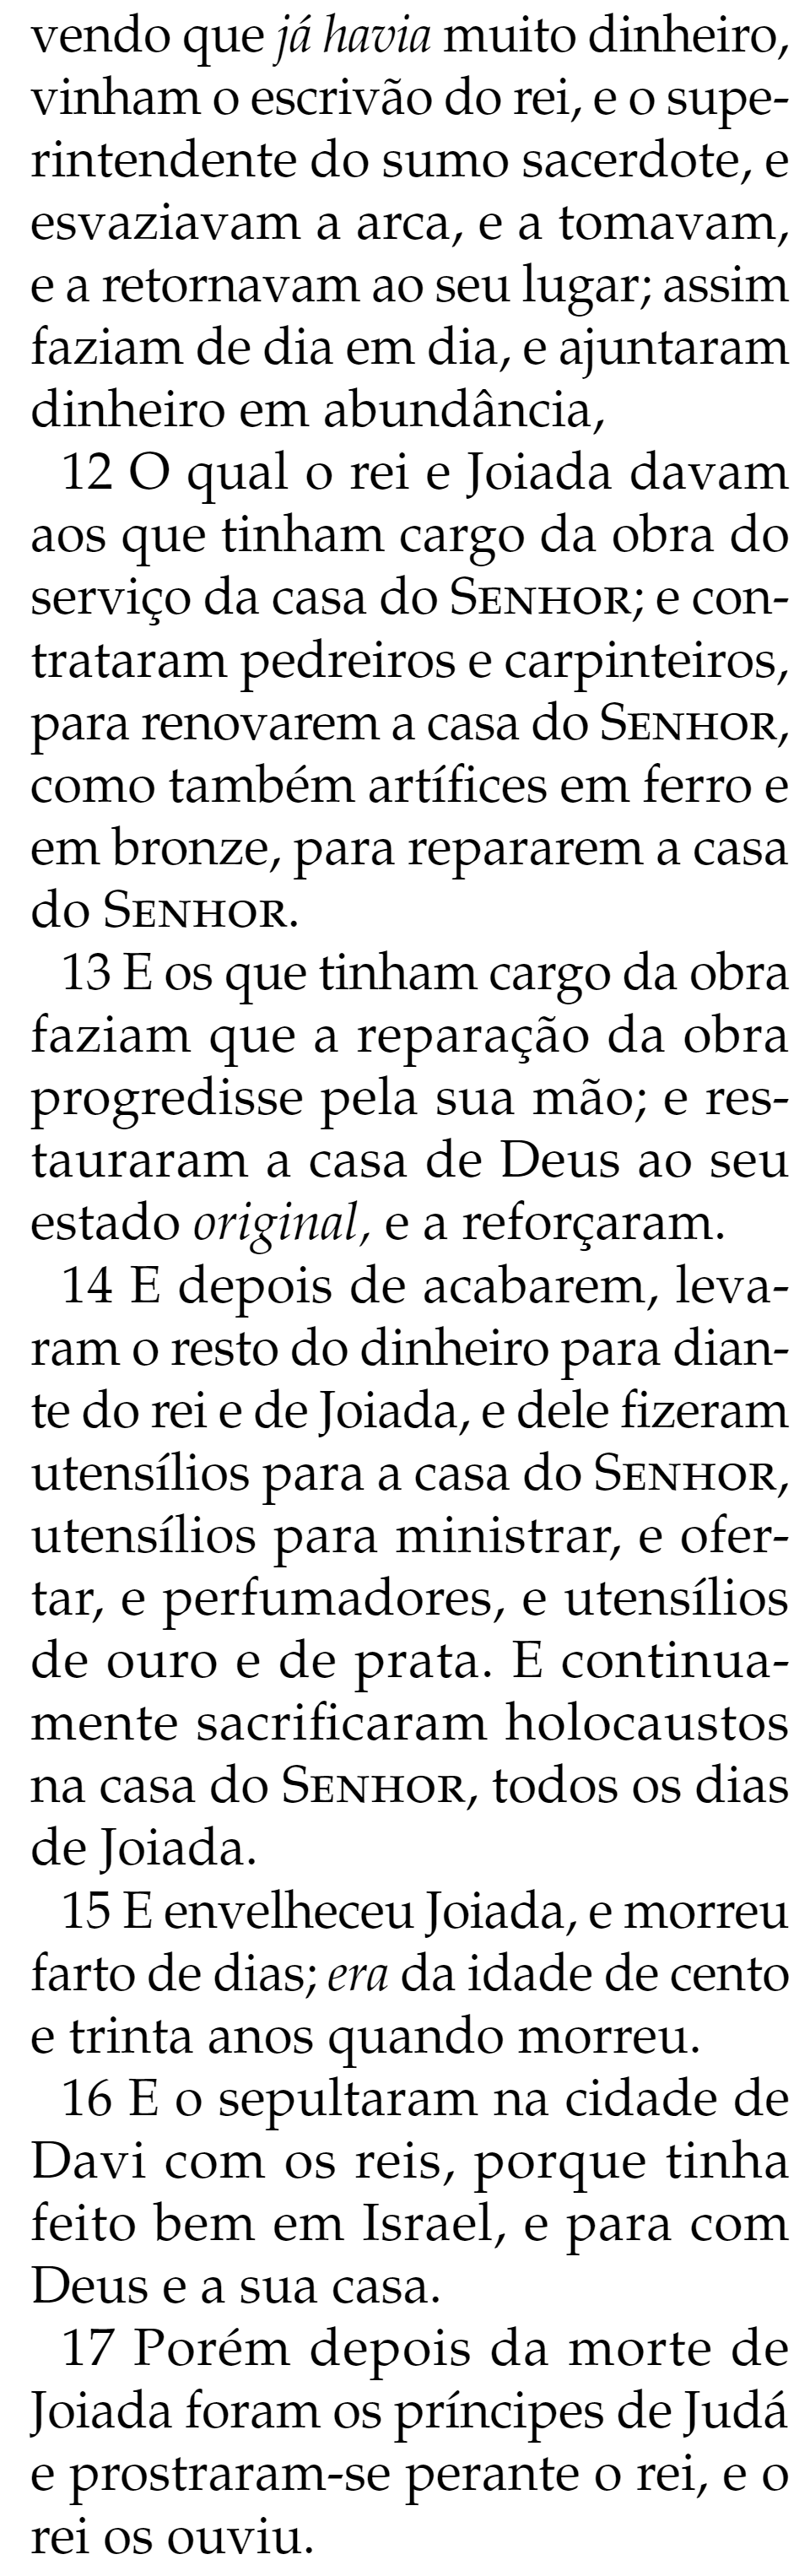 vendo que já havia muito dinheiro,
vinham o escrivão do rei, e o supe-
rintendente do sumo sacerdote, e
esvaziavam a arca, e a tomavam,
e a retornavam ao seu lugar; assim
faziam de dia em dia, e ajuntaram
dinheiro em abundância,
12 O qual o rei e Joiada davam
aos que tinham cargo da obra do
serviço da casa do SENHOR; e con-
trataram pedreiros e carpinteiros,
para renovarem a casa do SENHOR,
como também artífices em ferro e
em bronze, para repararem a casa
do SENHOR.
13 E os que tinham cargo da obra
faziam que a reparação da obra
progredisse pela sua mão; e res-
tauraram a casa de Deus ao seu
estado original, e a reforçaram.
14 E depois de acabarem, leva-
ram o resto do dinheiro para dian-
te do rei e de Joiada, e dele fizeram
utensílios para a casa do SENHOR,
utensílios para ministrar, e ofer-
tar, e perfumadores, e utensílios
de ouro e de prata. E continua-
mente sacrificaram holocaustos
na casa do SENHOR, todos os dias
de Joiada.
15 E envelheceu Joiada, e morreu
farto de dias; era da idade de cento
e trinta anos quando morreu.
16 E o sepultaram na cidade de
Davi com os reis, porque tinha
feito bem em Israel, e para com
Deus e a sua casa.
17 Porém depois da morte de
Joiada foram os príncipes de Judá
e prostraram-se perante o rei, e o
rei os ouviu.